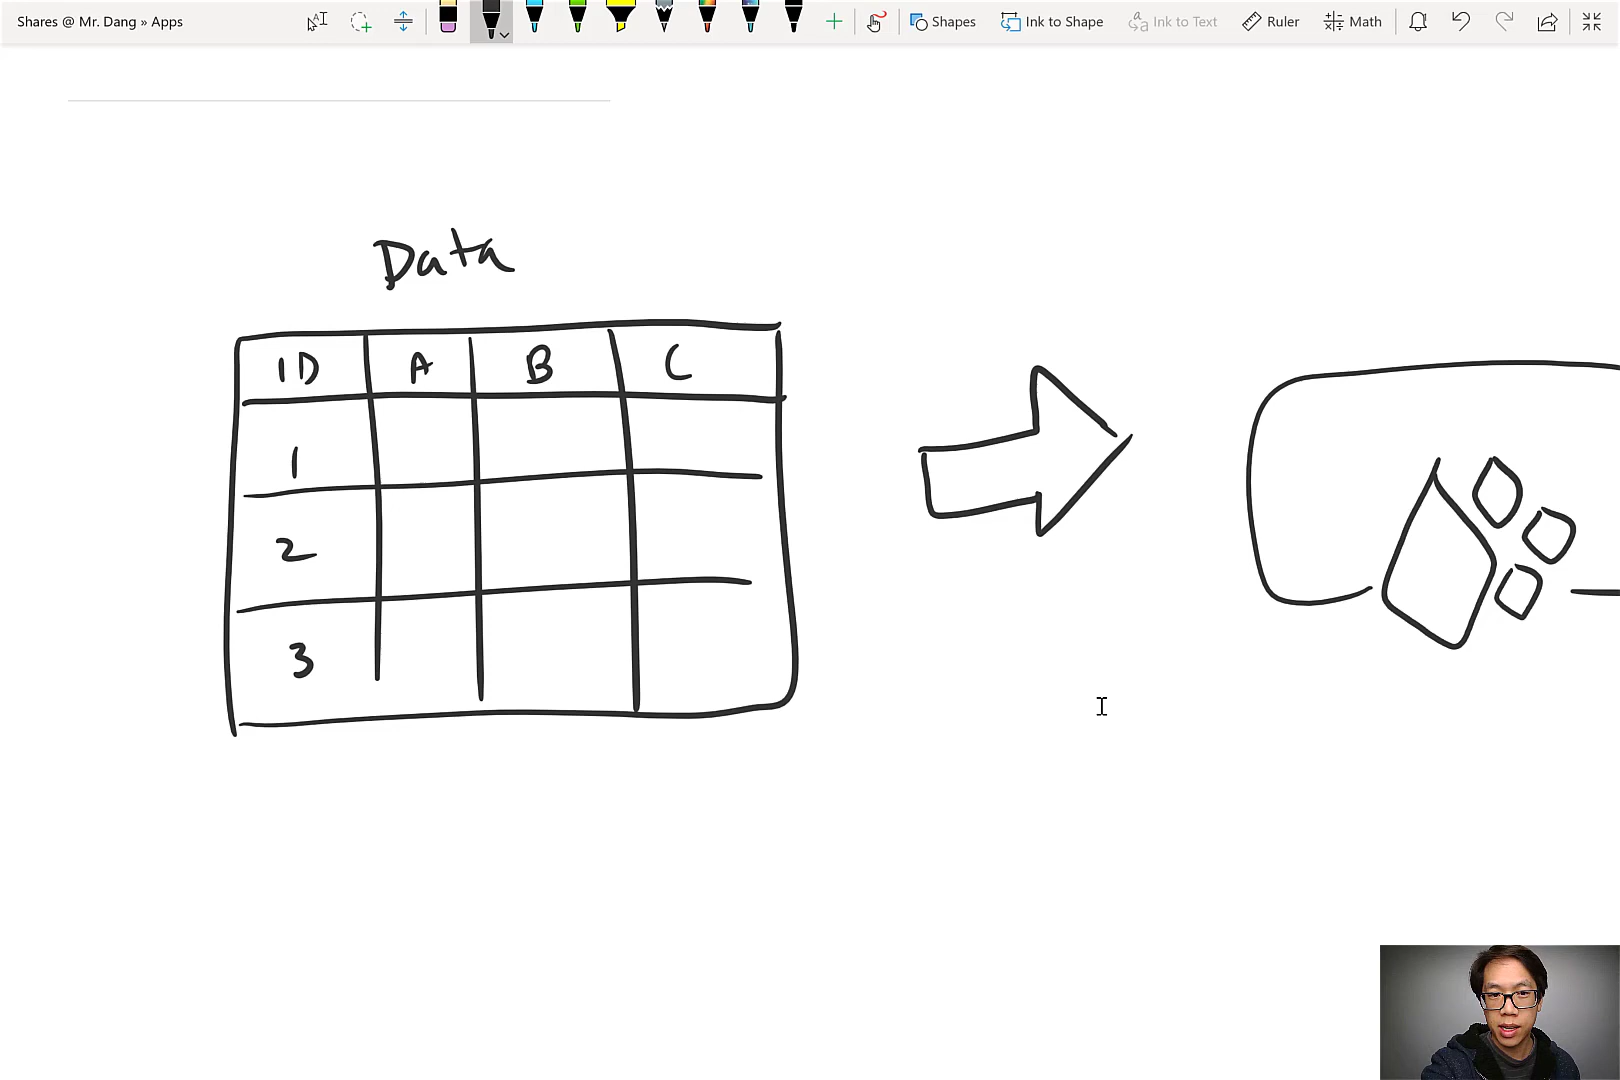 Shares @ Mr. Dang » Apps
Shapes
Ink to Shape
Ink to Text
Ruler
Math
Data
ID A B C
1
2
3